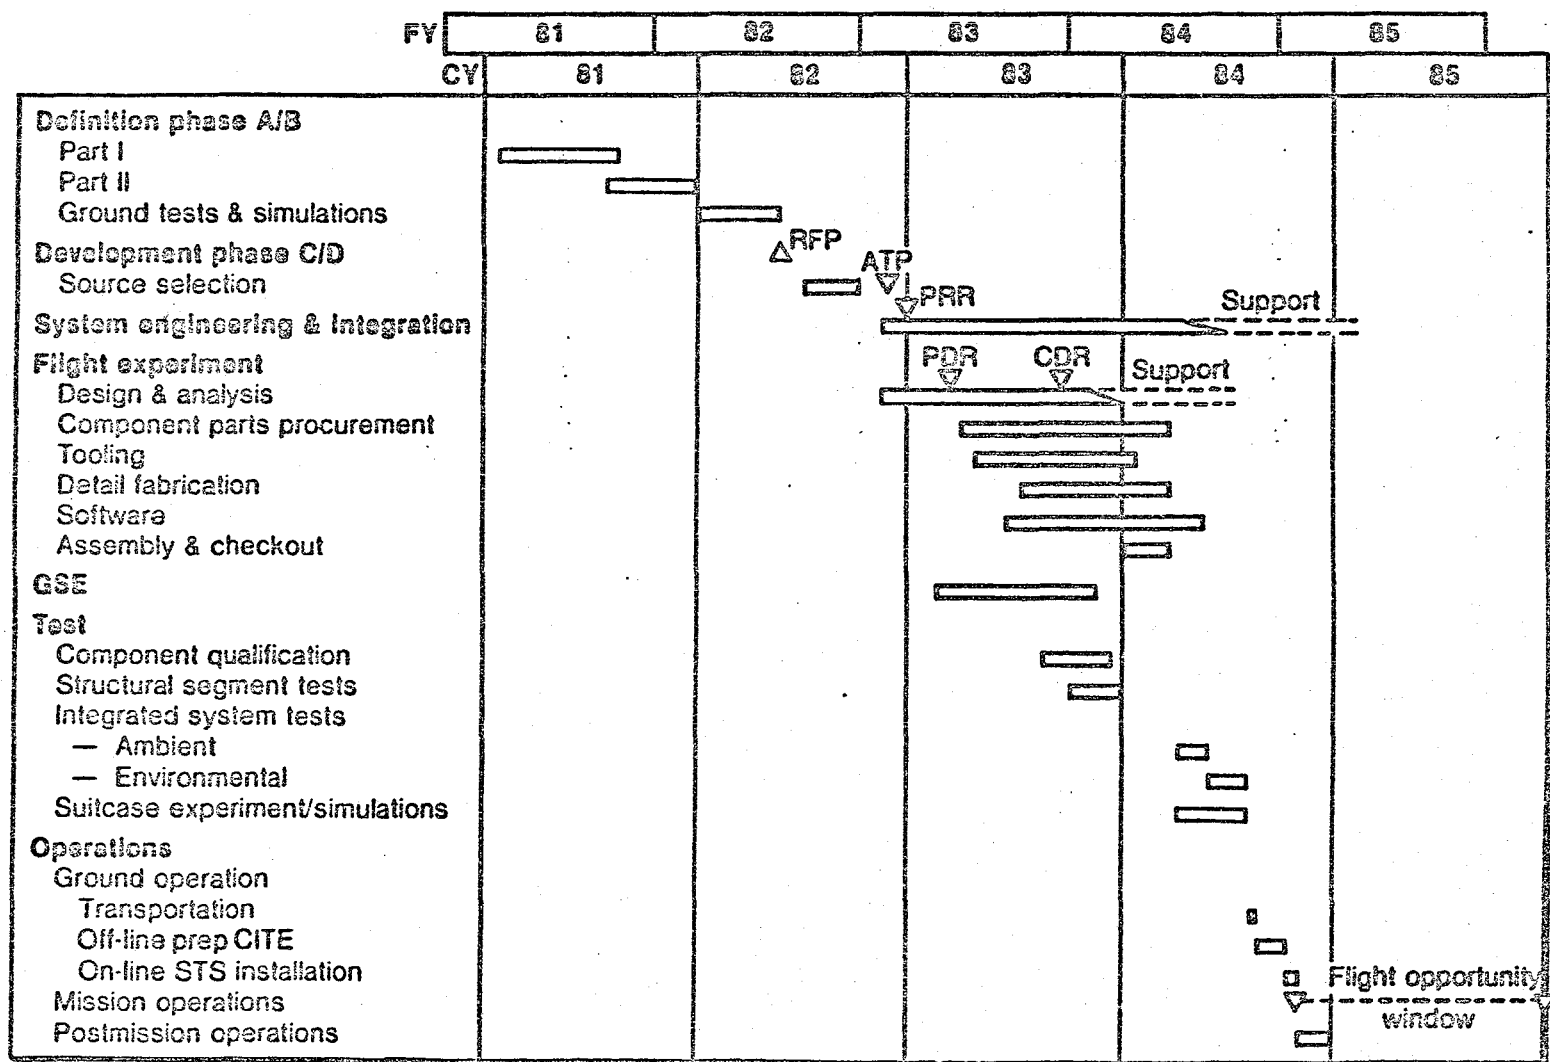 FY 81 82 83 84 85
CY 81 82 83 84 85
Definition phase A/B
Part I
Part II
Ground tests & simulations
Development phase C/D
RFP
ATP
Source selection
PRR
Support
System engineering & Integration
Flight experiment
PDR CDR
Support
Design & analysis
Component parts procurement
Tooling
Detail fabrication
Software
Assembly & checkout
GSE
Test
Component qualification
Structural segment tests
Integrated system tests
— Ambient
— Environmental
Suitcase experiment/simulations
Operations
Ground operation
Transportation
Off-line prep CITE
On-line STS installation
Flight opportunity
Mission operations
window
Postmission operations